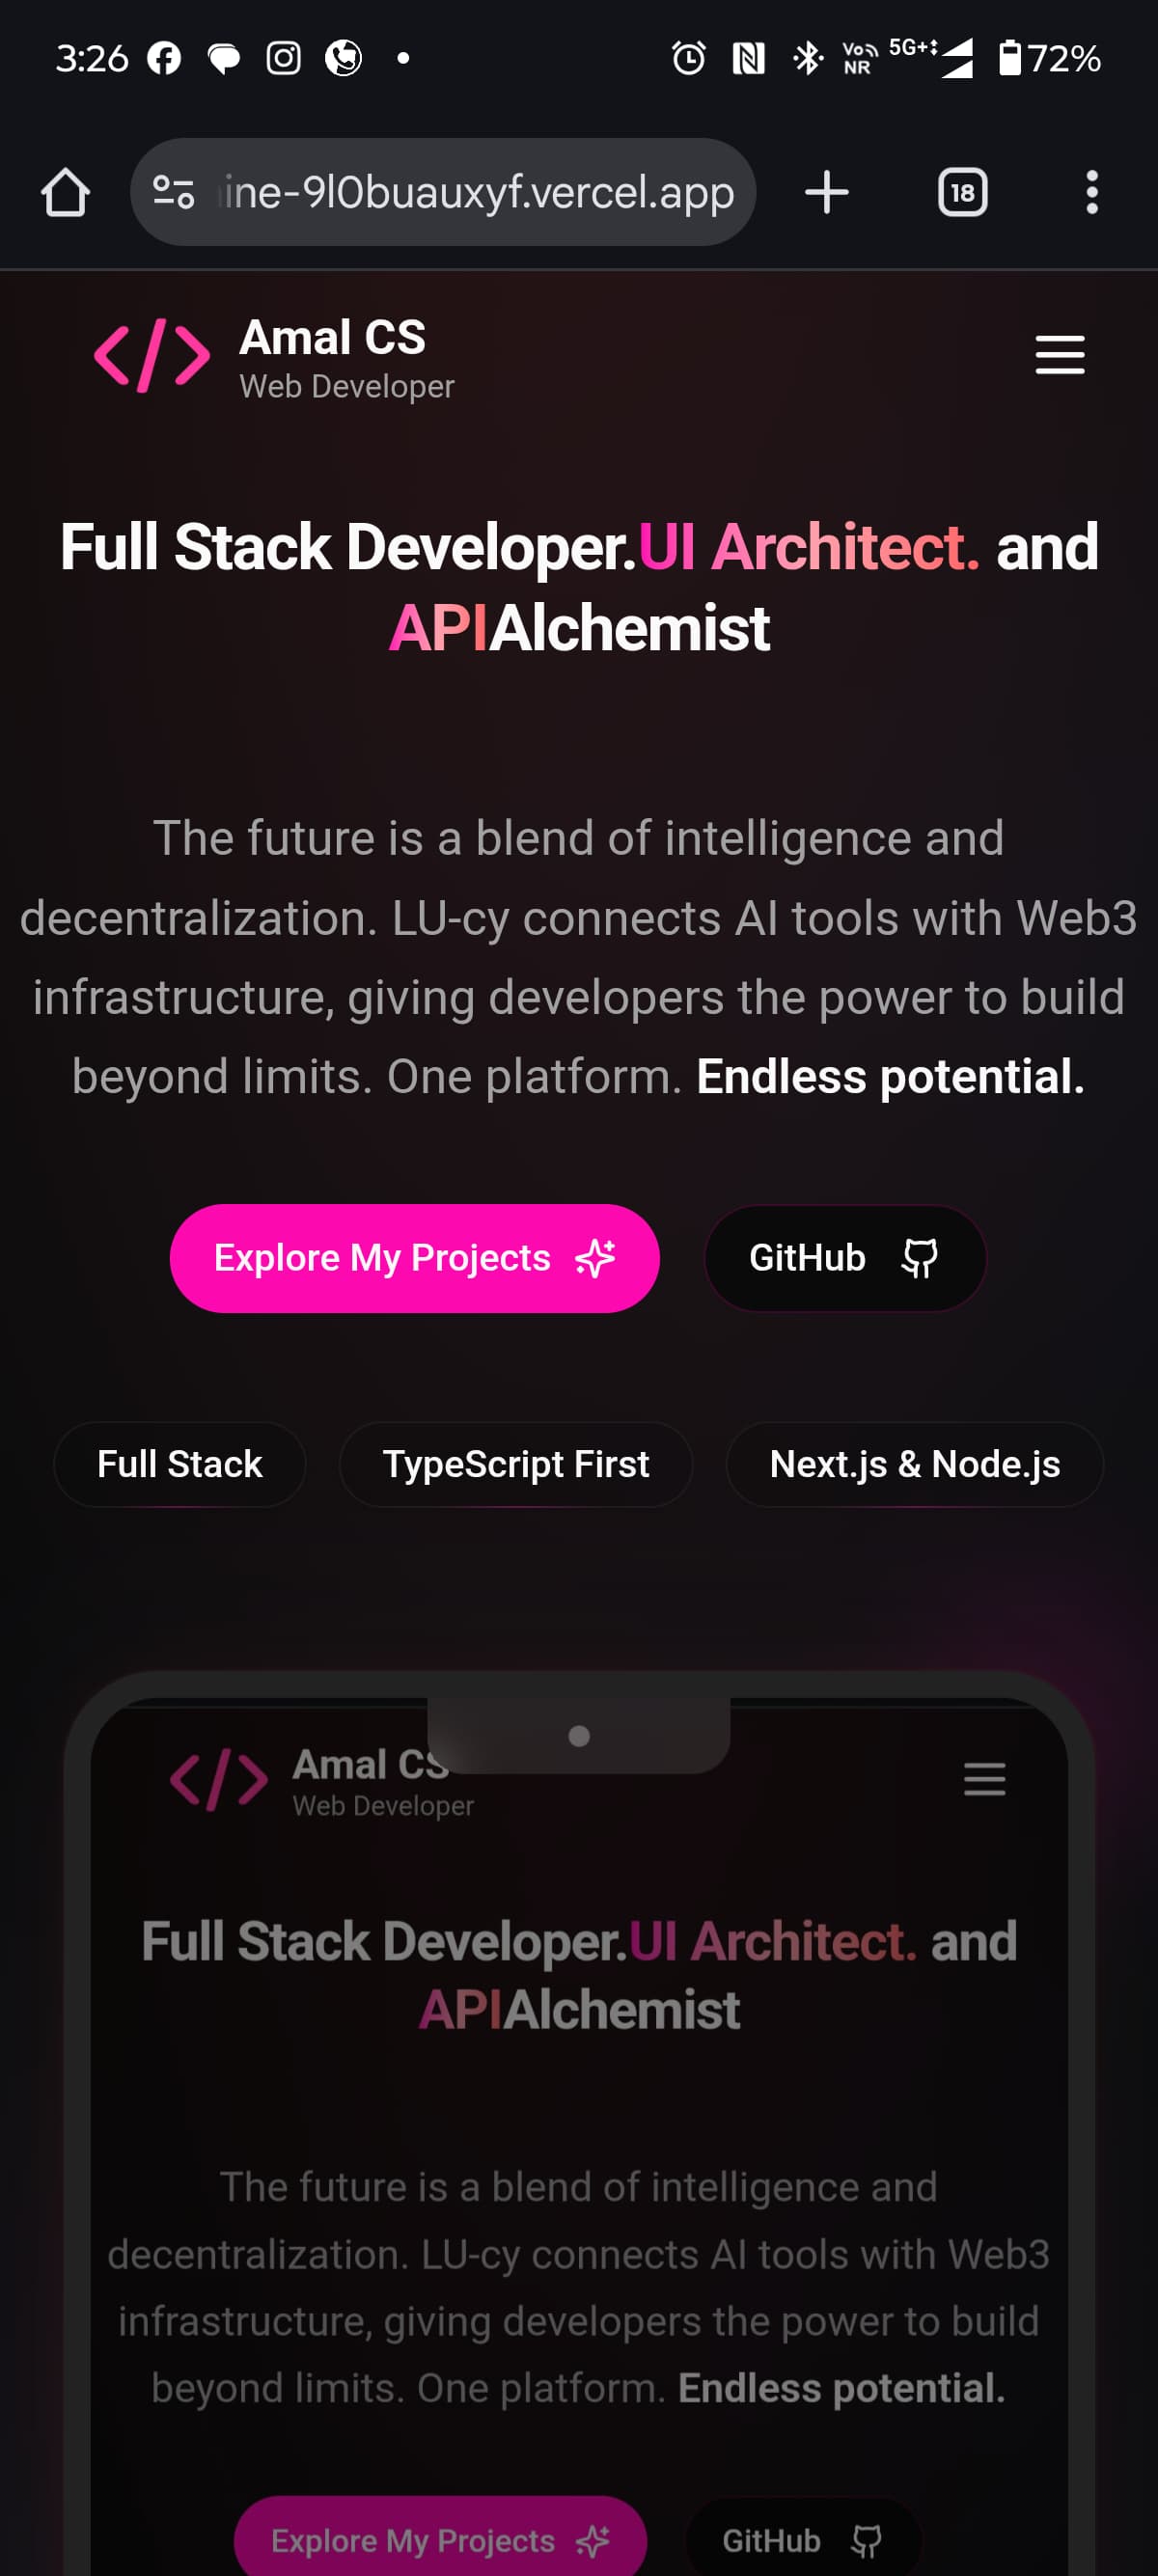 3:26
Vo NR 5G+ 72%
ine-9l0buauxyf.vercel.app
18
Amal CS
Web Developer
Full Stack Developer.UI Architect. and
APIAlchemist
The future is a blend of intelligence and
decentralization. LU-cy connects AI tools with Web3
infrastructure, giving developers the power to build
beyond limits. One platform. Endless potential.
Explore My Projects
GitHub
Full Stack
TypeScript First
Next.js & Node.js
Amal CS
Web Developer
Full Stack Developer.UI Architect. and
APIAlchemist
The future is a blend of intelligence and
decentralization. LU-cy connects AI tools with Web3
infrastructure, giving developers the power to build
beyond limits. One platform. Endless potential.
Explore My Projects
GitHub